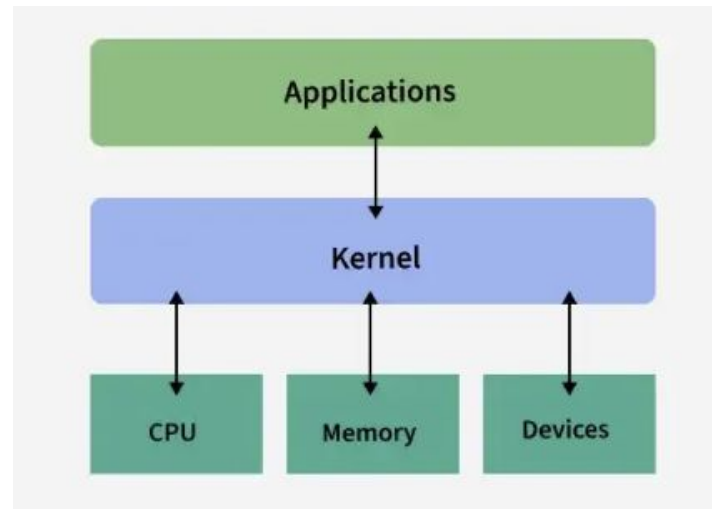 Applications
Kernel
CPU
Memory
Devices